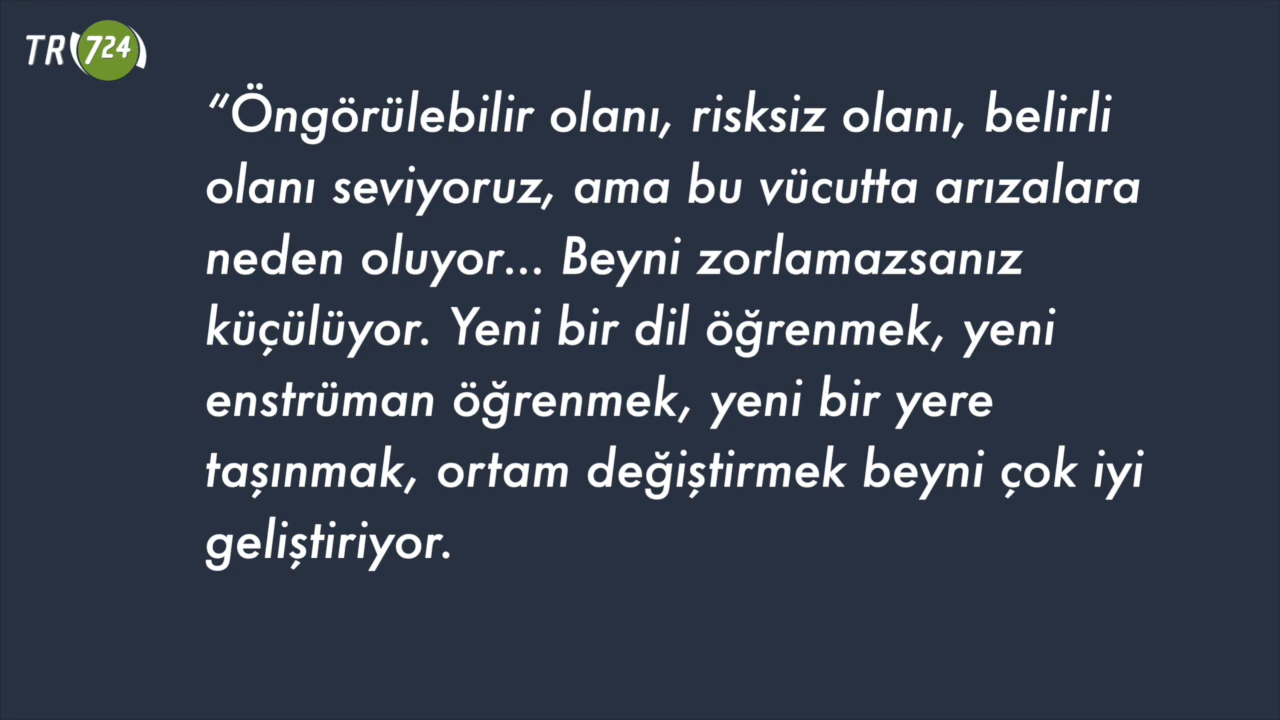 TR 724
“Öngörülebilir olanı, risksiz olanı, belirli
olanı seviyoruz, ama bu vücutta arızalara
neden oluyor... Beyni zorlamazsanız
küçülüyor. Yeni bir dil öğrenmek, yeni
enstrüman öğrenmek, yeni bir yere
taşınmak, ortam değiştirmek beyni çok iyi
geliştiriyor.